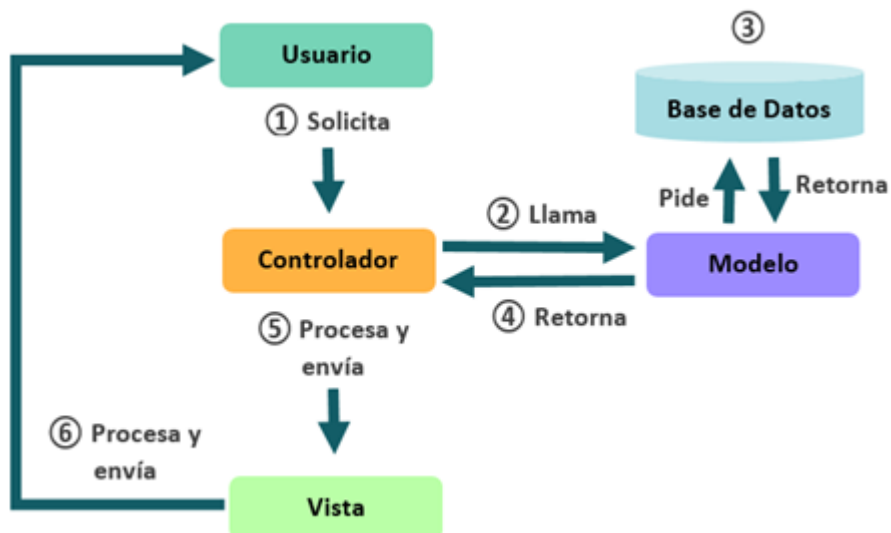 ③
Usuario
Base de Datos
① Solicita
Pide
Retorna
② Llama
Controlador
Modelo
④ Retorna
⑤ Procesa y
envía
⑥ Procesa y
envía
Vista